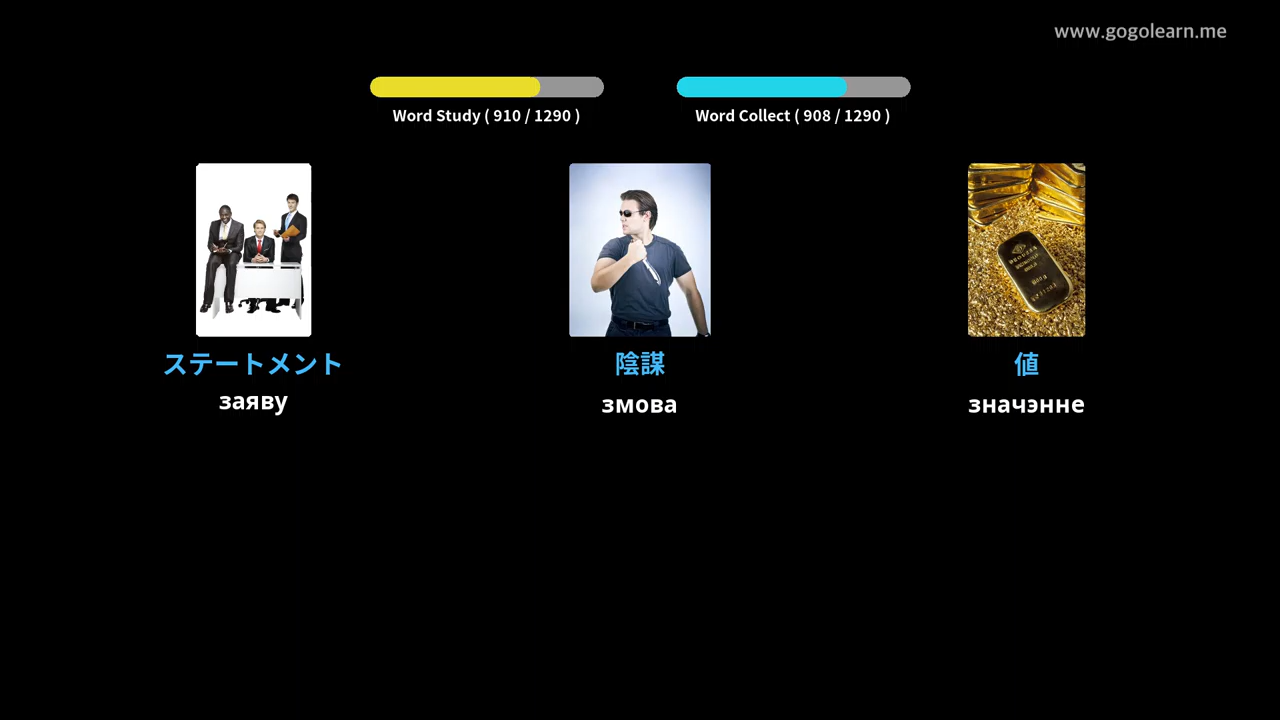 www.gogolearn.me
Word Study ( 910 / 1290 )
Word Collect ( 908 / 1290 )
ステートメント
陰謀
値
заяву
змова
значэнне